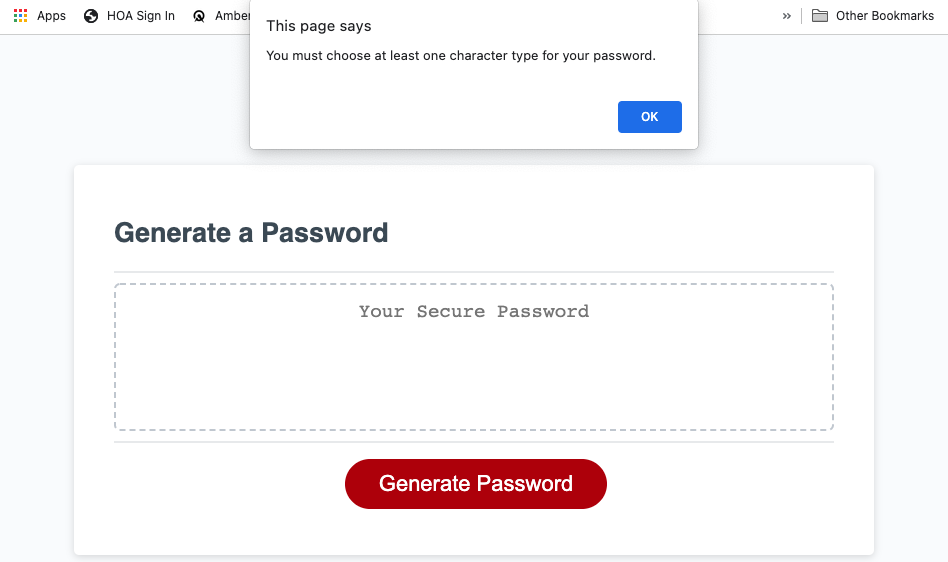 Apps HOA Sign In Amber » Other Bookmarks
This page says
You must choose at least one character type for your password.
OK
Generate a Password
Your Secure Password
Generate Password